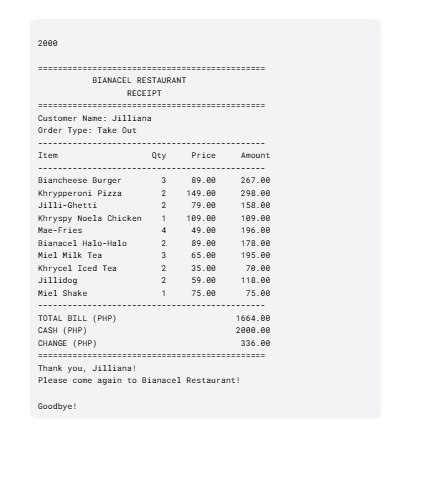 2000
==============================================
BIANACEL RESTAURANT
RECEIPT
==============================================
Customer Name: Jilliana
Order Type: Take Out
----------------------------------------------
Item Qty Price Amount
----------------------------------------------
Biancheese Burger 3 89.00 267.00
Khrypperoni Pizza 2 149.00 298.00
Jilli-Ghetti 2 79.00 158.00
Khryspy Noela Chicken 1 109.00 109.00
Mae-Fries 4 49.00 196.00
Bianacel Halo-Halo 2 89.00 178.00
Miel Milk Tea 3 65.00 195.00
Khrycel Iced Tea 2 35.00 70.00
Jillidog 2 59.00 118.00
Miel Shake 1 75.00 75.00
----------------------------------------------
TOTAL BILL (PHP) 1664.00
CASH (PHP) 2000.00
CHANGE (PHP) 336.00
==============================================
Thank you, Jilliana!
Please come again to Bianacel Restaurant!
Goodbye!